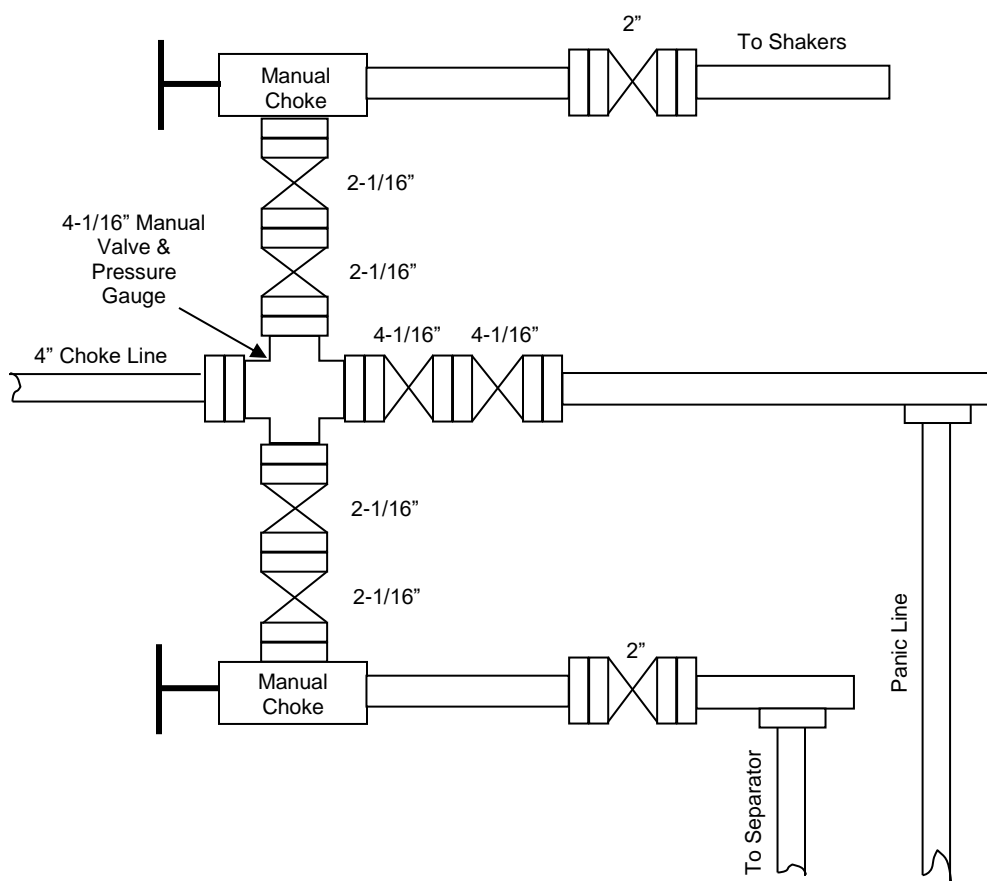 2”
To Shakers
Manual
Choke
2-1/16”
4-1/16” Manual
Valve &
Pressure
Gauge
2-1/16”
4-1/16”
4-1/16”
4” Choke Line
2-1/16”
2-1/16”
Manual
Choke
2”
Panic Line
To Separator